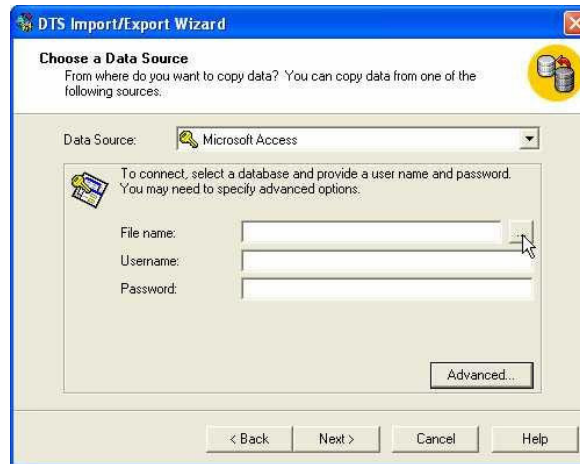 DTS Import/Export Wizard
Choose a Data Source
From where do you want to copy data? You can copy data from one of the
following sources.
Data Source: Microsoft Access
To connect, select a database and provide a user name and password.
You may need to specify advanced options.
File name: ...
Username:
Password:
Advanced...
< Back Next > Cancel Help